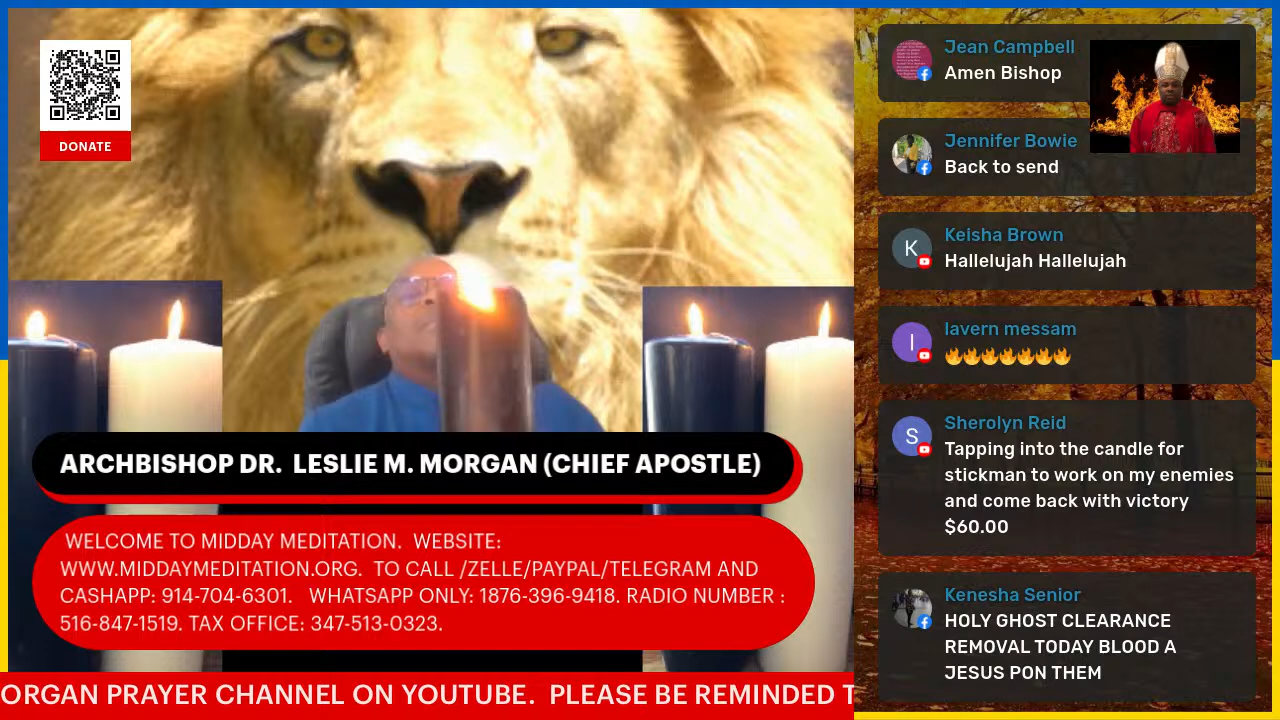 DONATE
ARCHBISHOP DR. LESLIE M. MORGAN (CHIEF APOSTLE)
WELCOME TO MIDDAY MEDITATION. WEBSITE:
WWW.MIDDAYMEDITATION.ORG. TO CALL /ZELLE/PAYPAL/TELEGRAM AND
CASHAPP: 914-704-6301. WHATSAPP ONLY: 1876-396-9418. RADIO NUMBER :
516-847-1519. TAX OFFICE: 347-513-0323.
ORGAN PRAYER CHANNEL ON YOUTUBE. PLEASE BE REMINDED T
Jean Campbell
Amen Bishop
Jennifer Bowie
Back to send
K
Keisha Brown
Hallelujah Hallelujah
l
lavern messam
🔥🔥🔥🔥🔥🔥🔥
S
Sherolyn Reid
Tapping into the candle for
stickman to work on my enemies
and come back with victory
$60.00
Kenesha Senior
HOLY GHOST CLEARANCE
REMOVAL TODAY BLOOD A
JESUS PON THEM